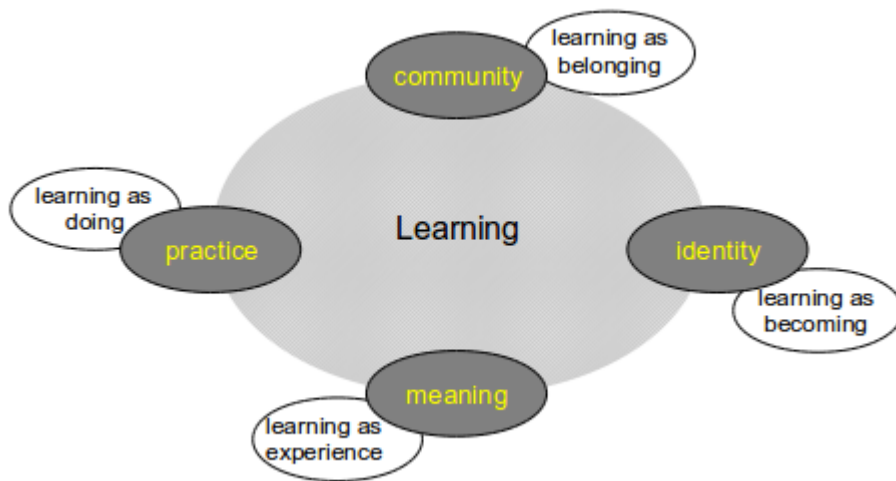 learning as
belonging
community
learning as
doing
practice
Learning
identity
learning as
becoming
meaning
learning as
experience